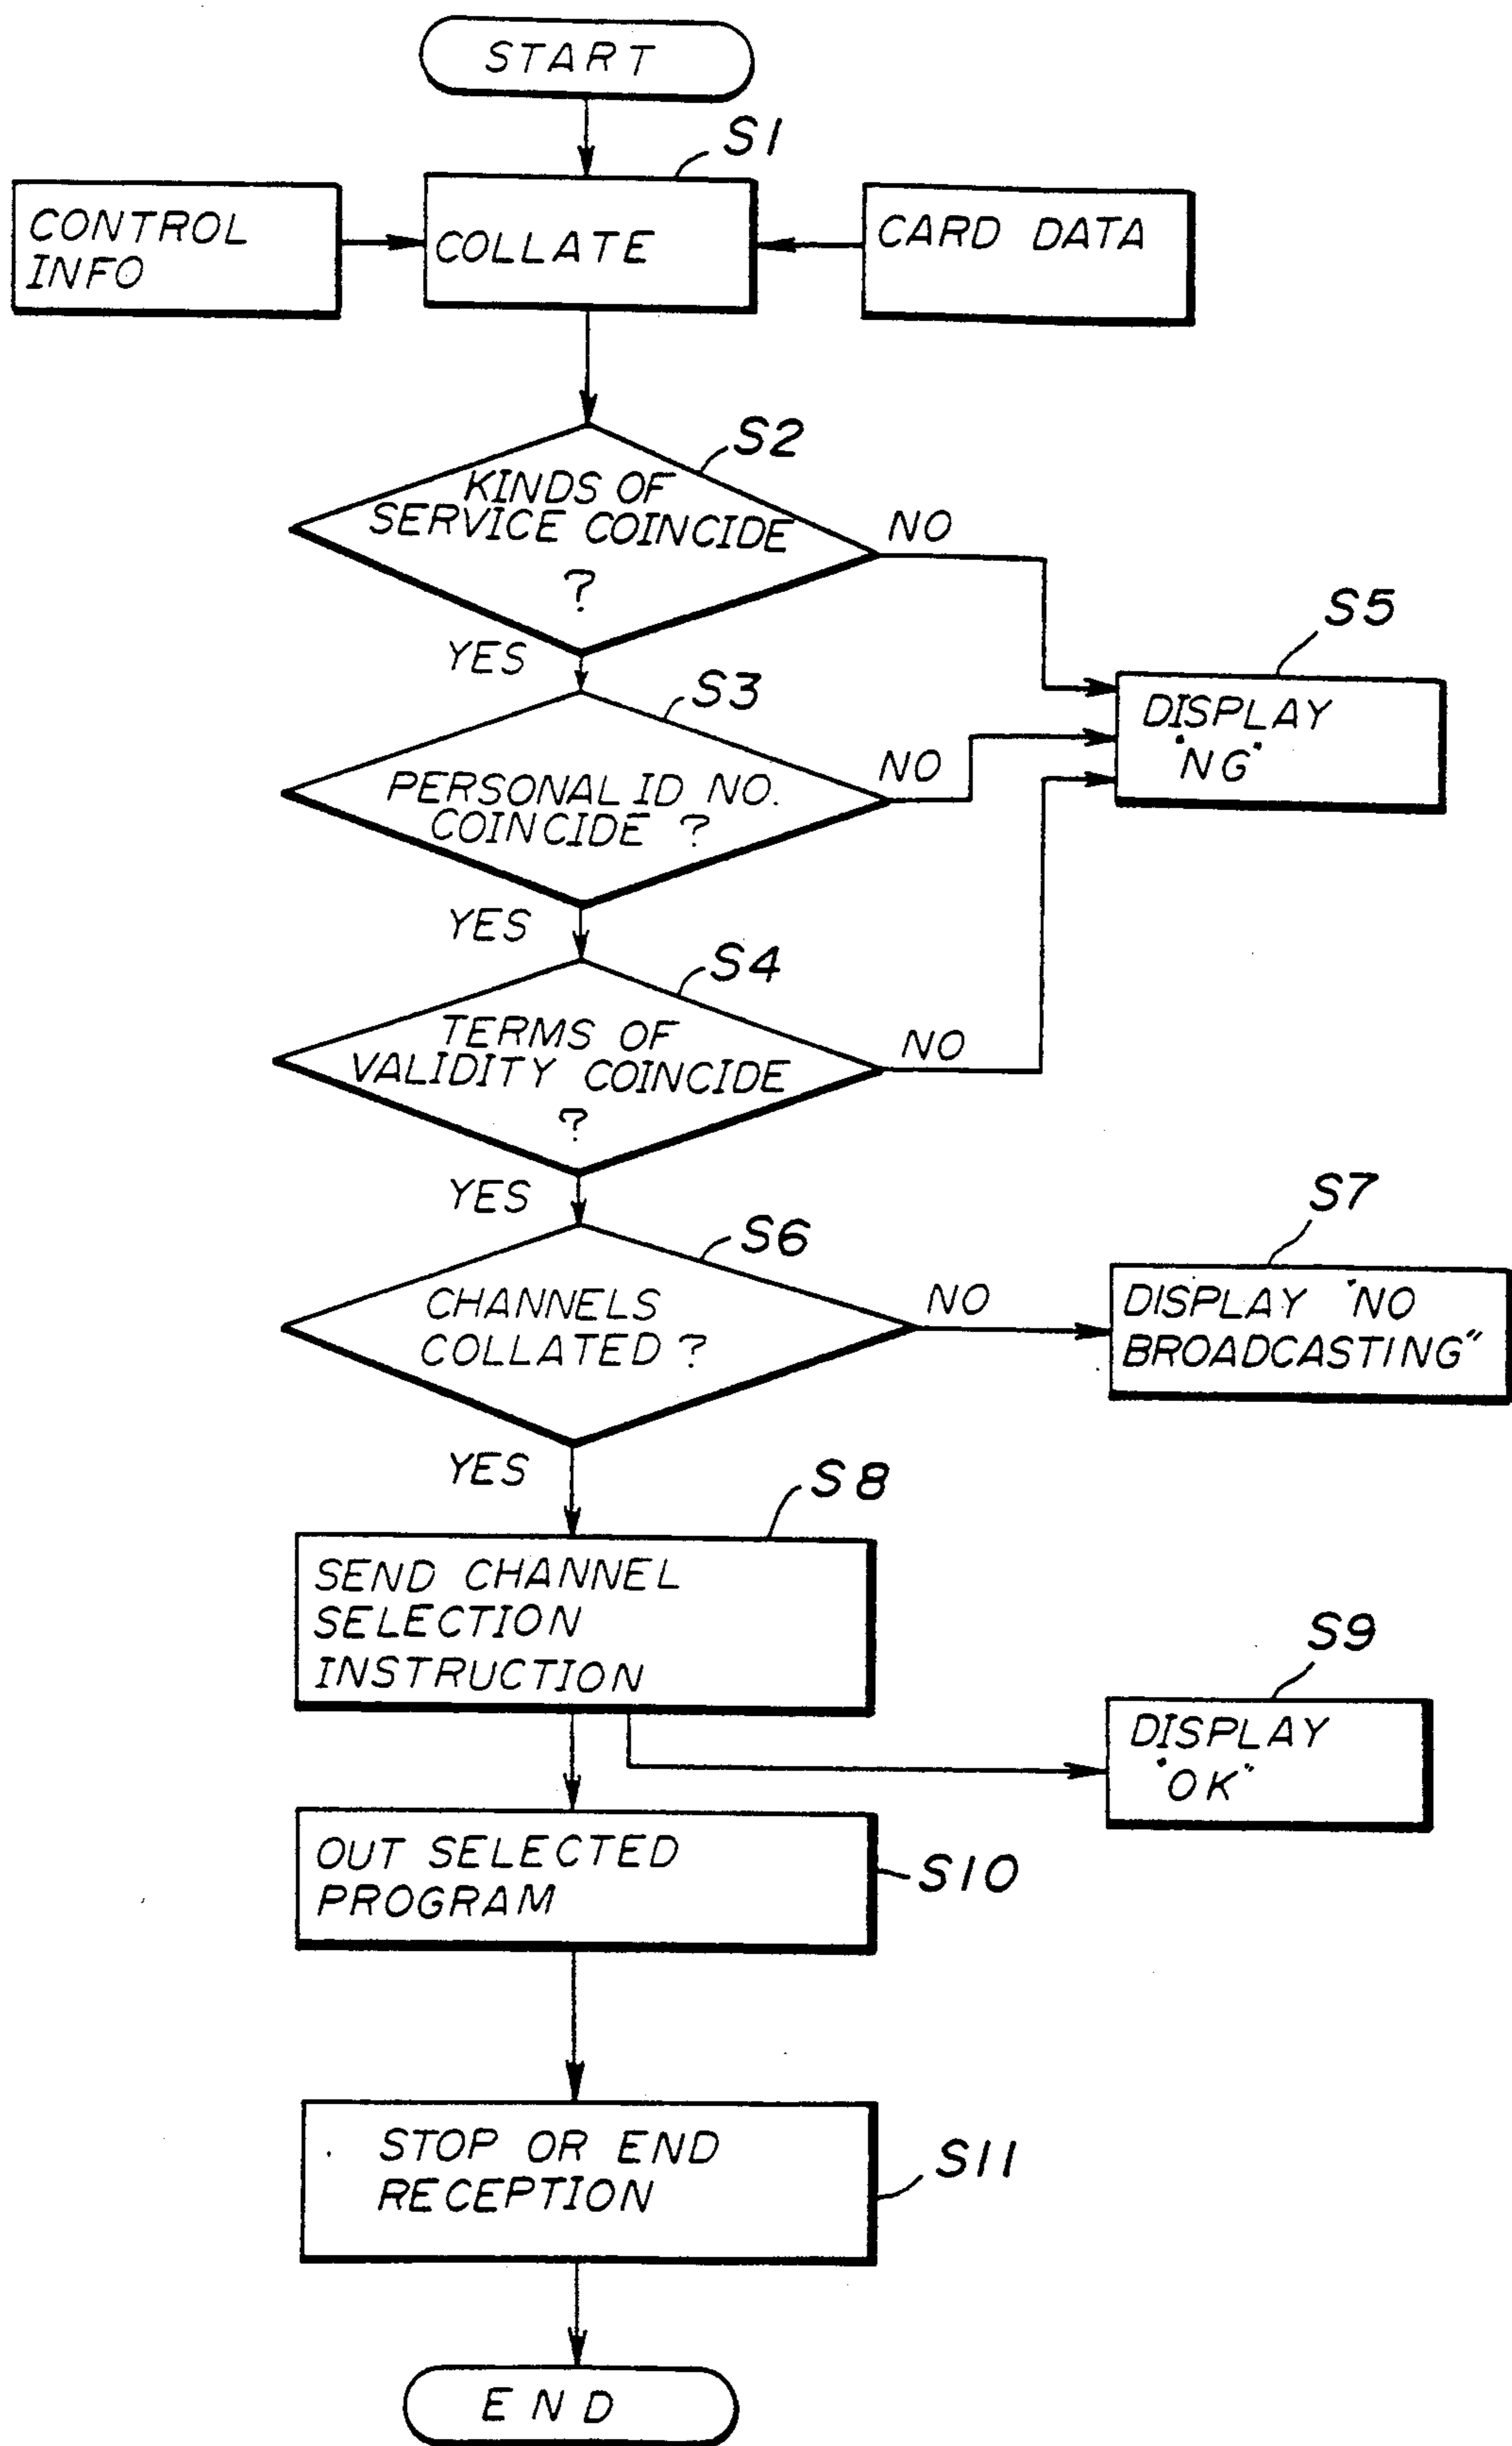 START
S1
CONTROL
INFO
COLLATE
CARD DATA
S2
KINDS OF
SERVICE COINCIDE
?
NO
YES
S5
DISPLAY
"NG"
S3
PERSONAL ID NO.
COINCIDE ?
NO
YES
S4
TERMS OF
VALIDITY COINCIDE
?
NO
YES
S6
CHANNELS
COLLATED ?
NO
YES
S7
DISPLAY "NO
BROADCASTING"
S8
SEND CHANNEL
SELECTION
INSTRUCTION
S9
DISPLAY
"OK"
OUT SELECTED
PROGRAM
S10
STOP OR END
RECEPTION
S11
END